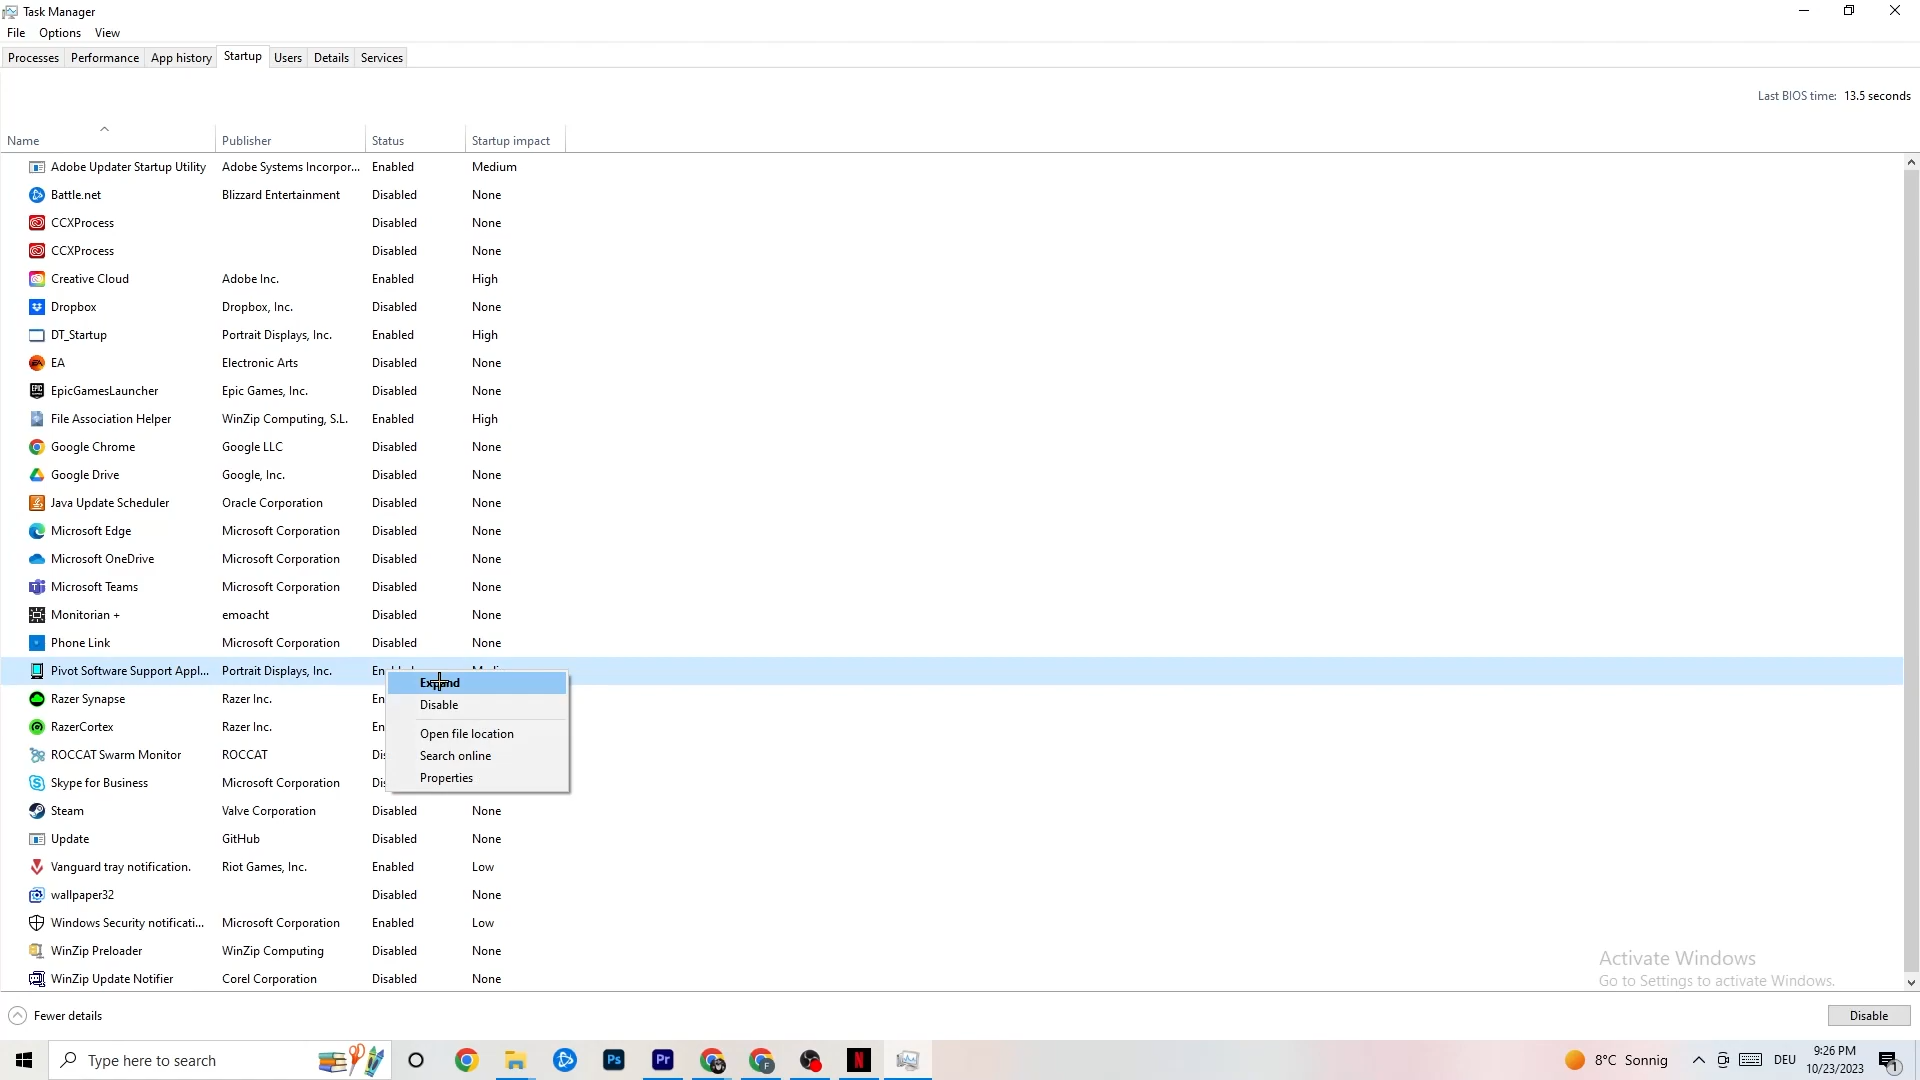 Task Manager
File Options View
Processes Performance App history Startup Users Details Services
Last BIOS time: 13.5 seconds
Name Publisher Status Startup impact
Adobe Updater Startup Utility Adobe Systems Incorpor... Enabled Medium
Battle.net Blizzard Entertainment Disabled None
CCXProcess Disabled None
CCXProcess Disabled None
Creative Cloud Adobe Inc. Enabled High
Dropbox Dropbox, Inc. Disabled None
DT_Startup Portrait Displays, Inc. Enabled High
EA Electronic Arts Disabled None
EpicGamesLauncher Epic Games, Inc. Disabled None
File Association Helper WinZip Computing, S.L. Enabled High
Google Chrome Google LLC Disabled None
Google Drive Google, Inc. Disabled None
Java Update Scheduler Oracle Corporation Disabled None
Microsoft Edge Microsoft Corporation Disabled None
Microsoft OneDrive Microsoft Corporation Disabled None
Microsoft Teams Microsoft Corporation Disabled None
Monitorian + emoacht Disabled None
Phone Link Microsoft Corporation Disabled None
Pivot Software Support Appl... Portrait Displays, Inc.
Expand
Razer Synapse Razer Inc. En
Disable
RazerCortex Razer Inc. En
Open file location
ROCCAT Swarm Monitor ROCCAT Dis
Search online
Skype for Business Microsoft Corporation Dis
Properties
Steam Valve Corporation Disabled None
Update GitHub Disabled None
Vanguard tray notification. Riot Games, Inc. Enabled Low
wallpaper32 Disabled None
Windows Security notificati... Microsoft Corporation Enabled Low
WinZip Preloader WinZip Computing Disabled None
WinZip Update Notifier Corel Corporation Disabled None
Activate Windows
Go to Settings to activate Windows.
Fewer details Disable
Type here to search Ps Pr F N 8°C Sonnig DEU 9:26 PM
10/23/2023 1